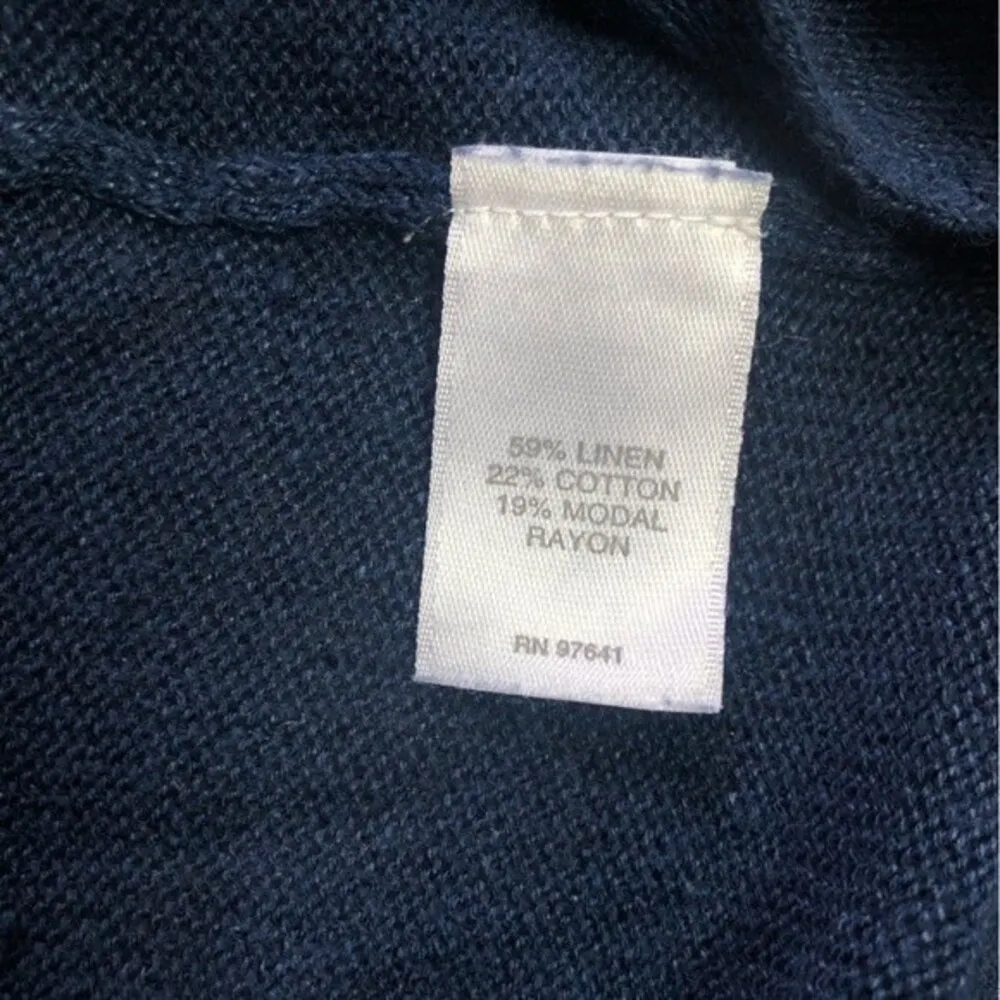 59% LINEN
22% COTTON
19% MODAL
RAYON
RN 97641